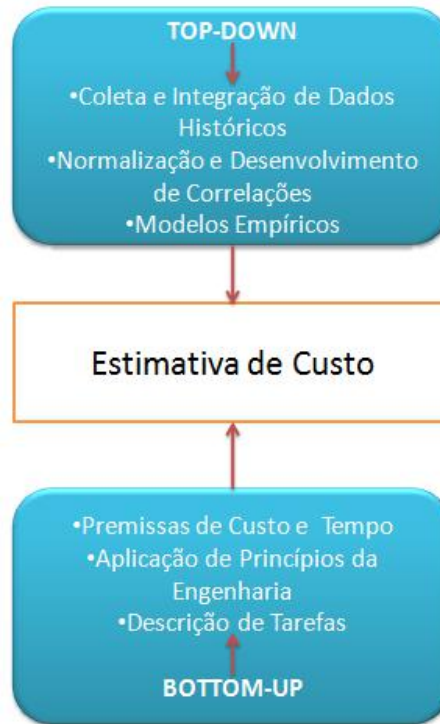 TOP-DOWN
•Coleta e Integração de Dados
Históricos
•Normalização e Desenvolvimento
de Correlações
•Modelos Empíricos
Estimativa de Custo
•Premissas de Custo e Tempo
•Aplicação de Princípios da
Engenharia
•Descrição de Tarefas
BOTTOM-UP